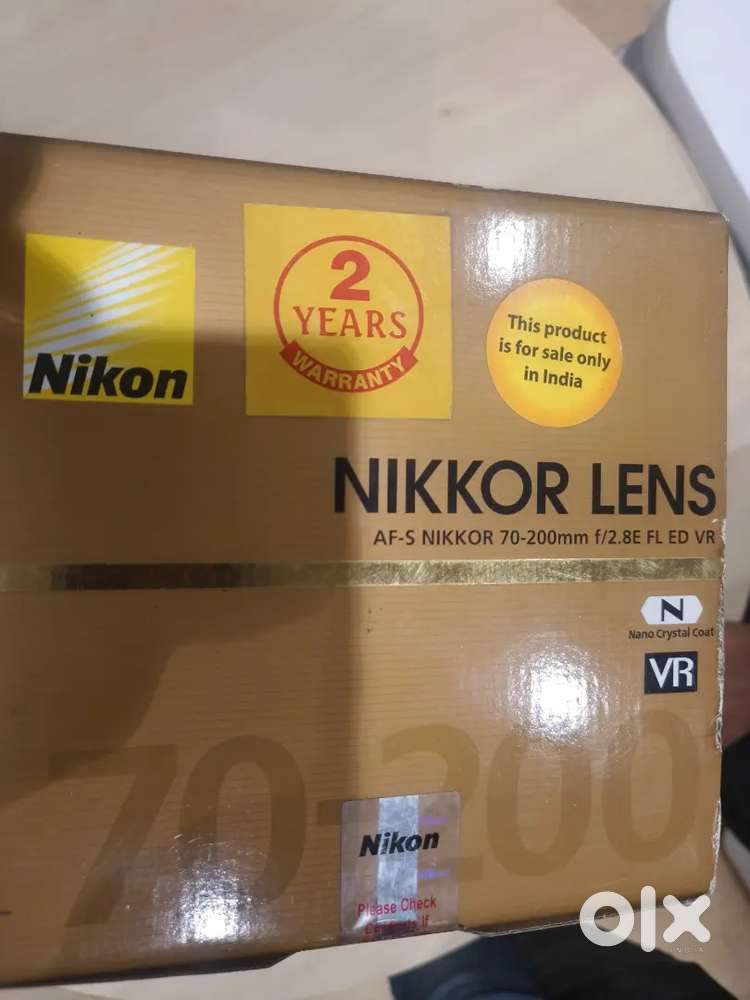 Nikon
2
YEARS
WARRANTY
This product
is for sale only
in India
NIKKOR LENS
AF-S NIKKOR 70-200mm f/2.8E FL ED VR
N
Nano Crystal Coat
VR
70-200
Nikon
Please Check
olx
INDIA